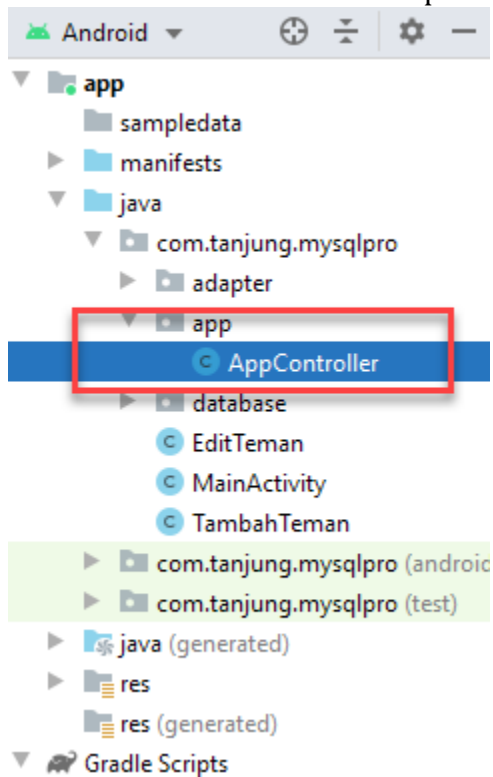 Android
app
sampledata
manifests
java
com.tanjung.mysqlpro
adapter
app
C AppController
database
C EditTeman
C MainActivity
C TambahTeman
com.tanjung.mysqlpro (android
com.tanjung.mysqlpro (test)
java (generated)
res
res (generated)
Gradle Scripts